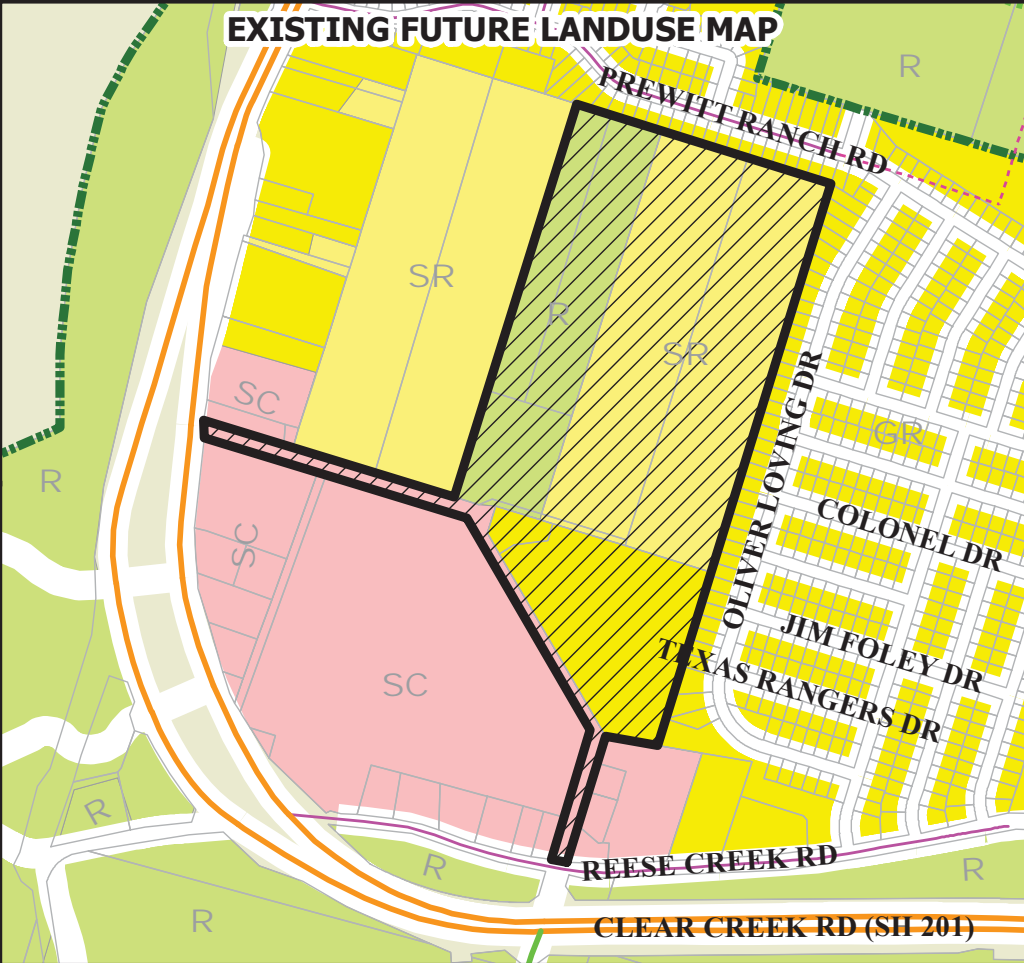 EXISTING FUTURE LANDUSE MAP
R
PREWITT RANCH RD
SR
R
SR
SC
GR
OLIVER LOVING DR
R
COLONEL DR
SC
JIM FOLEY DR
TEXAS RANGERS DR
SC
R
REESE CREEK RD
R
R
R
CLEAR CREEK RD (SH 201)